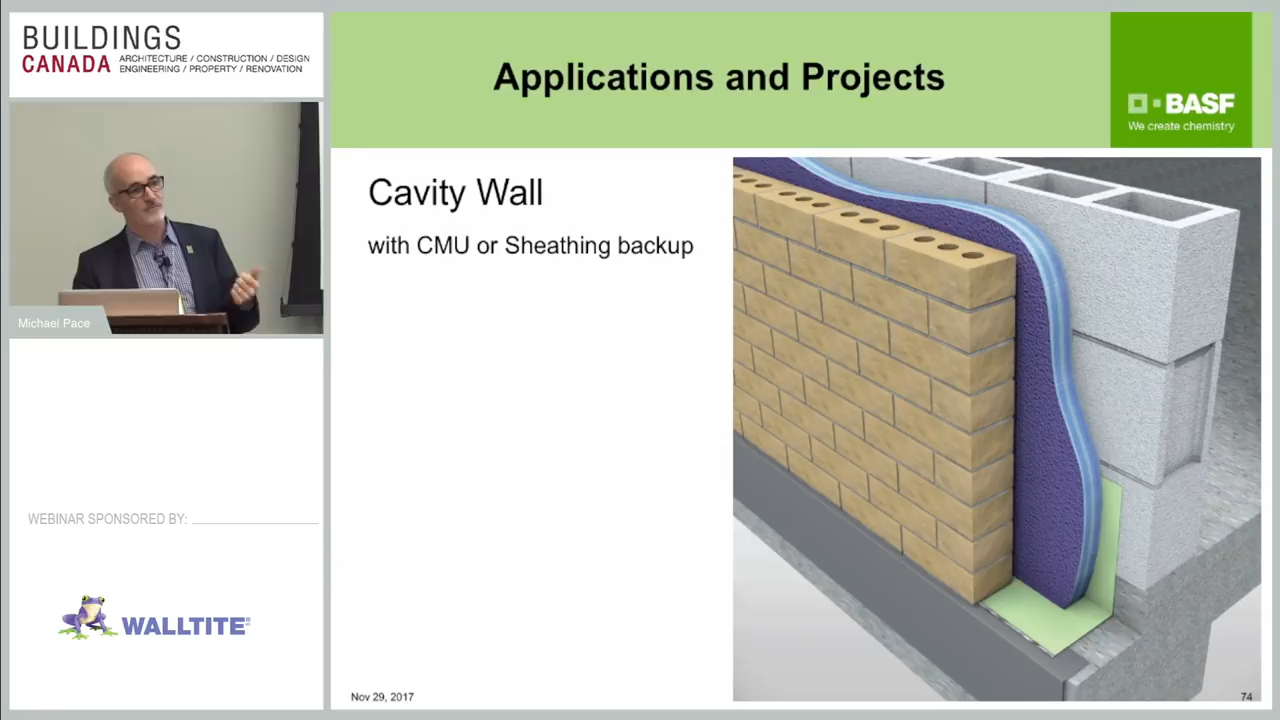 BUILDINGS
CANADA
ARCHITECTURE / CONSTRUCTION / DESIGN
ENGINEERING / PROPERTY / RENOVATION
Applications and Projects
BASF
We create chemistry
Michael Pace
Cavity Wall
with CMU or Sheathing backup
WEBINAR SPONSORED BY:
WALLTITE®
Nov 29, 2017
74